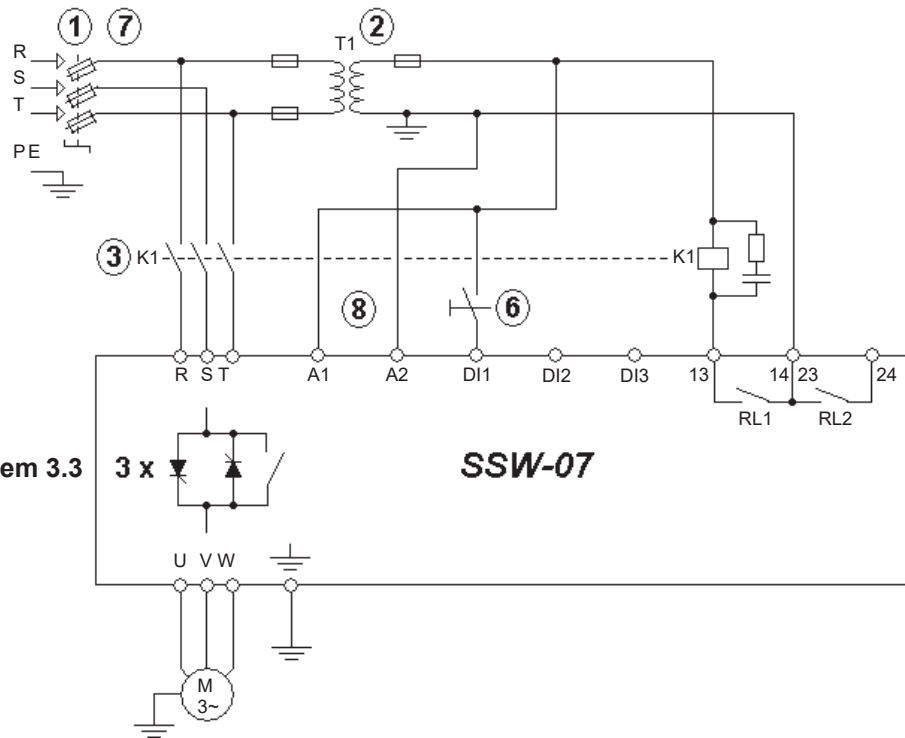 1 7 2
R
T1
S
T
PE
3 K1 K1
8 6
R S T A1 A2 DI1 DI2 DI3 13 14 23 24
RL1 RL2
em 3.3 3 x SSW-07
U V W
M
3~